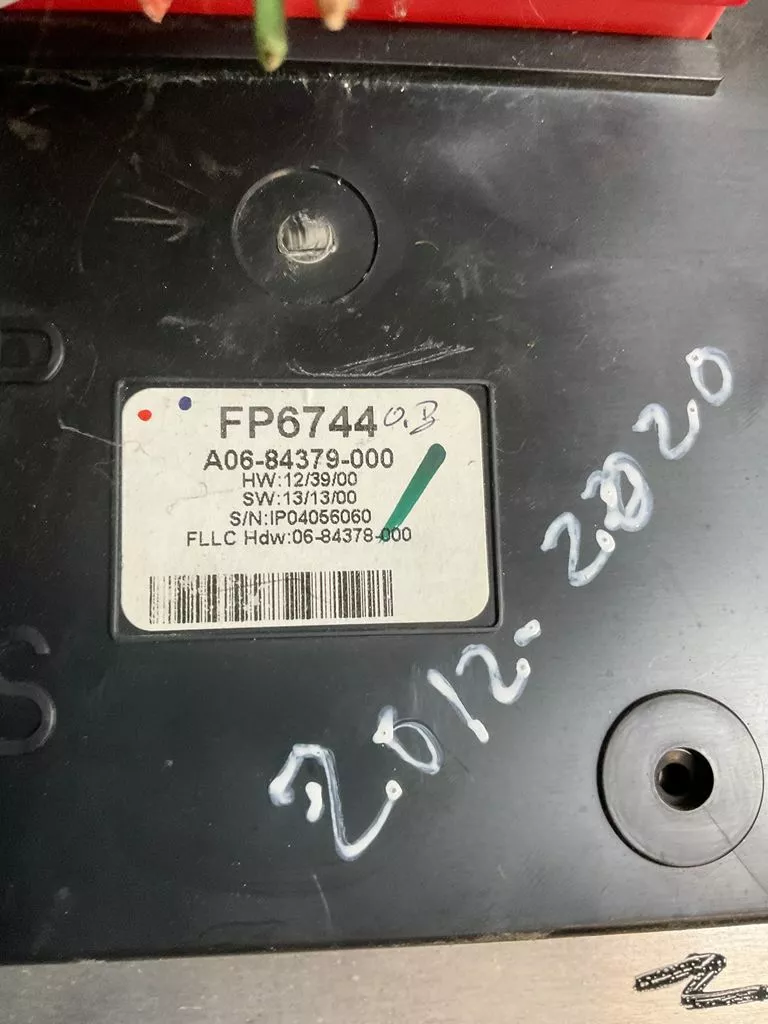 FP6744 O.B
A06-84379-000
HW:12/39/00
SW:13/13/00
S/N:IP04056060
FLLC Hdw:06-84378-000
2012-2020
S